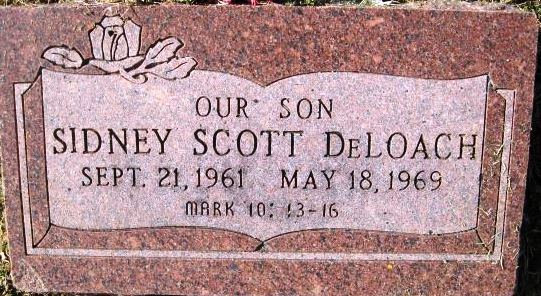 OUR SON
SIDNEY SCOTT DeLOACH
SEPT. 21, 1961 MAY 18, 1969
MARK 10: 13-16